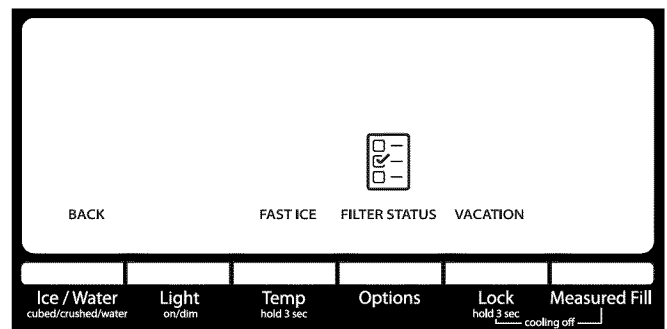 BACK FAST ICE FILTER STATUS VACATION
Ice / Water Light Temp Options Lock Measured Fill
cubed/crushed/water on/dim hold 3 sec hold 3 sec
cooling off